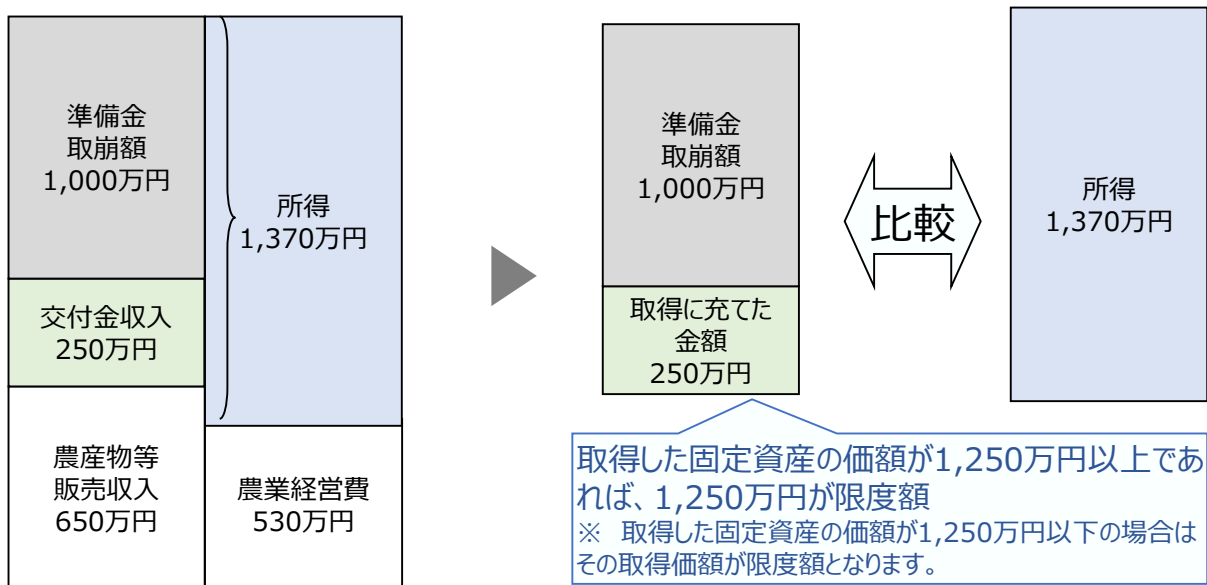 準備金
取崩額
1,000万円
交付金収入
250万円
農産物等
販売収入
650万円
所得
1,370万円
農業経営費
530万円
準備金
取崩額
1,000万円
取得に充てた
金額
250万円
比較
所得
1,370万円
取得した固定資産の価額が1,250万円以上であ
れば、1,250万円が限度額
※ 取得した固定資産の価額が1,250万円以下の場合は
その取得価額が限度額となります。